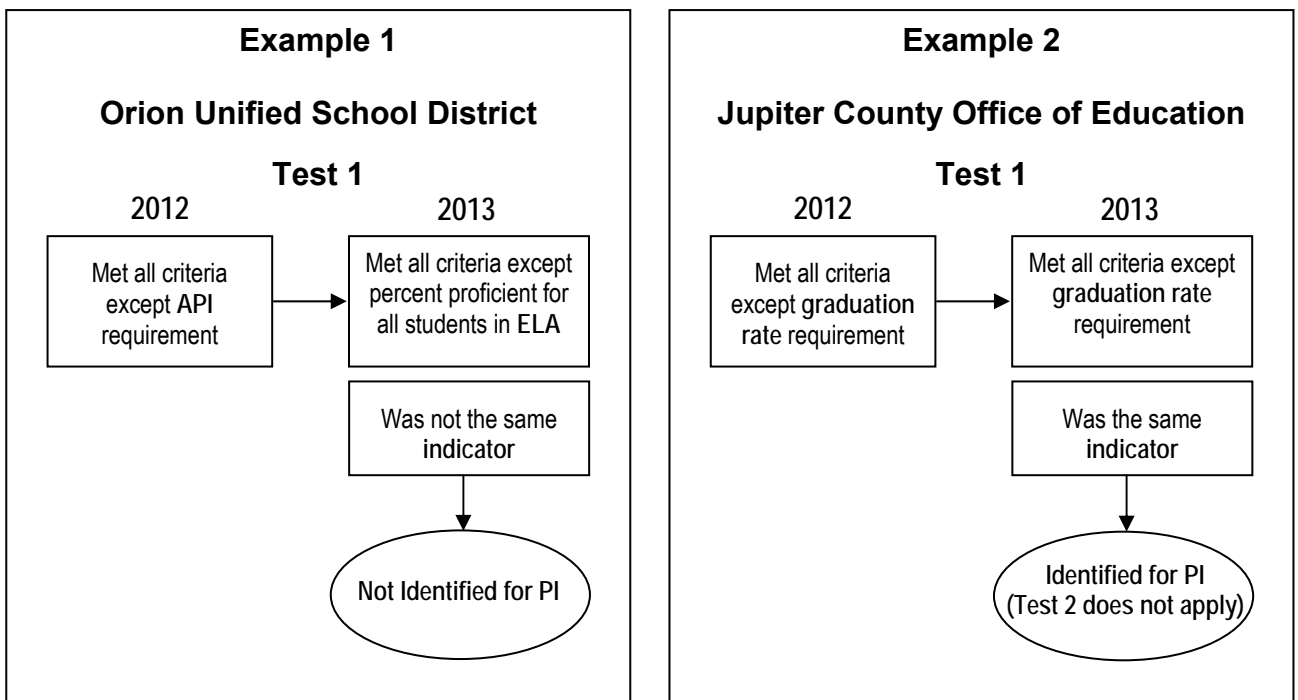 Example 1
Orion Unified School District
Test 1
2012
2013
Met all criteria
except API
requirement
Met all criteria except
percent proficient for
all students in ELA
Was not the same
indicator
Not Identified for PI
Example 2
Jupiter County Office of Education
Test 1
2012
2013
Met all criteria
except graduation
rate requirement
Met all criteria except
graduation rate
requirement
Was the same
indicator
Identified for PI
(Test 2 does not apply)